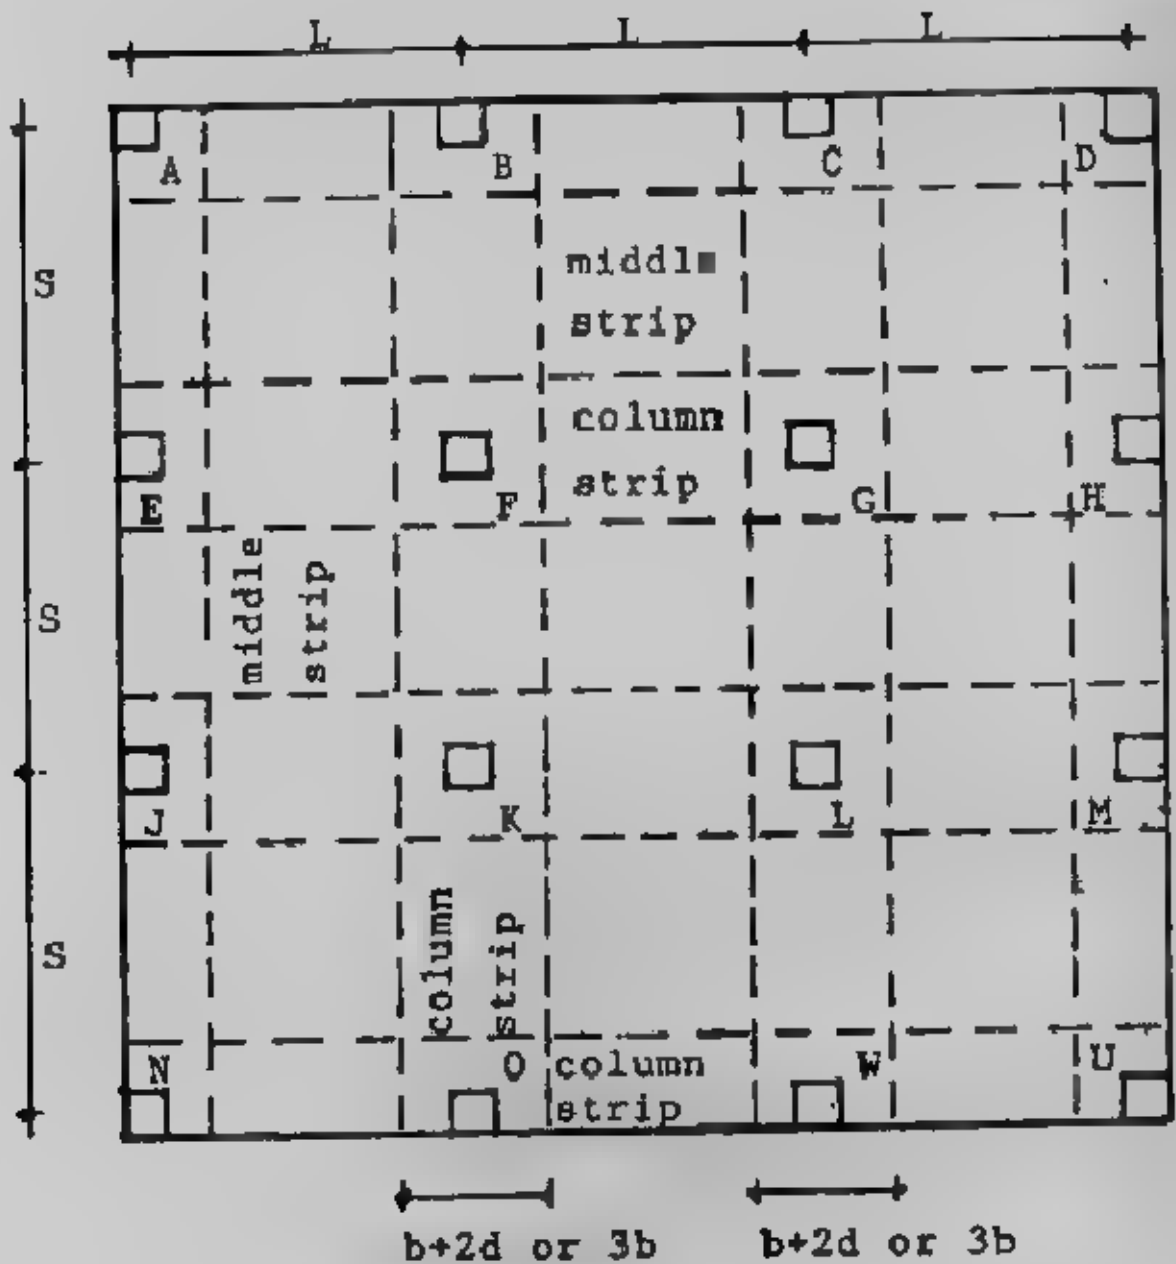 L L L
A B C D
S
middle
strip
column
strip
E F G H
S
middle
strip
J K L M
S
column
strip
N O column W U
strip
b+2d or 3b b+2d or 3b